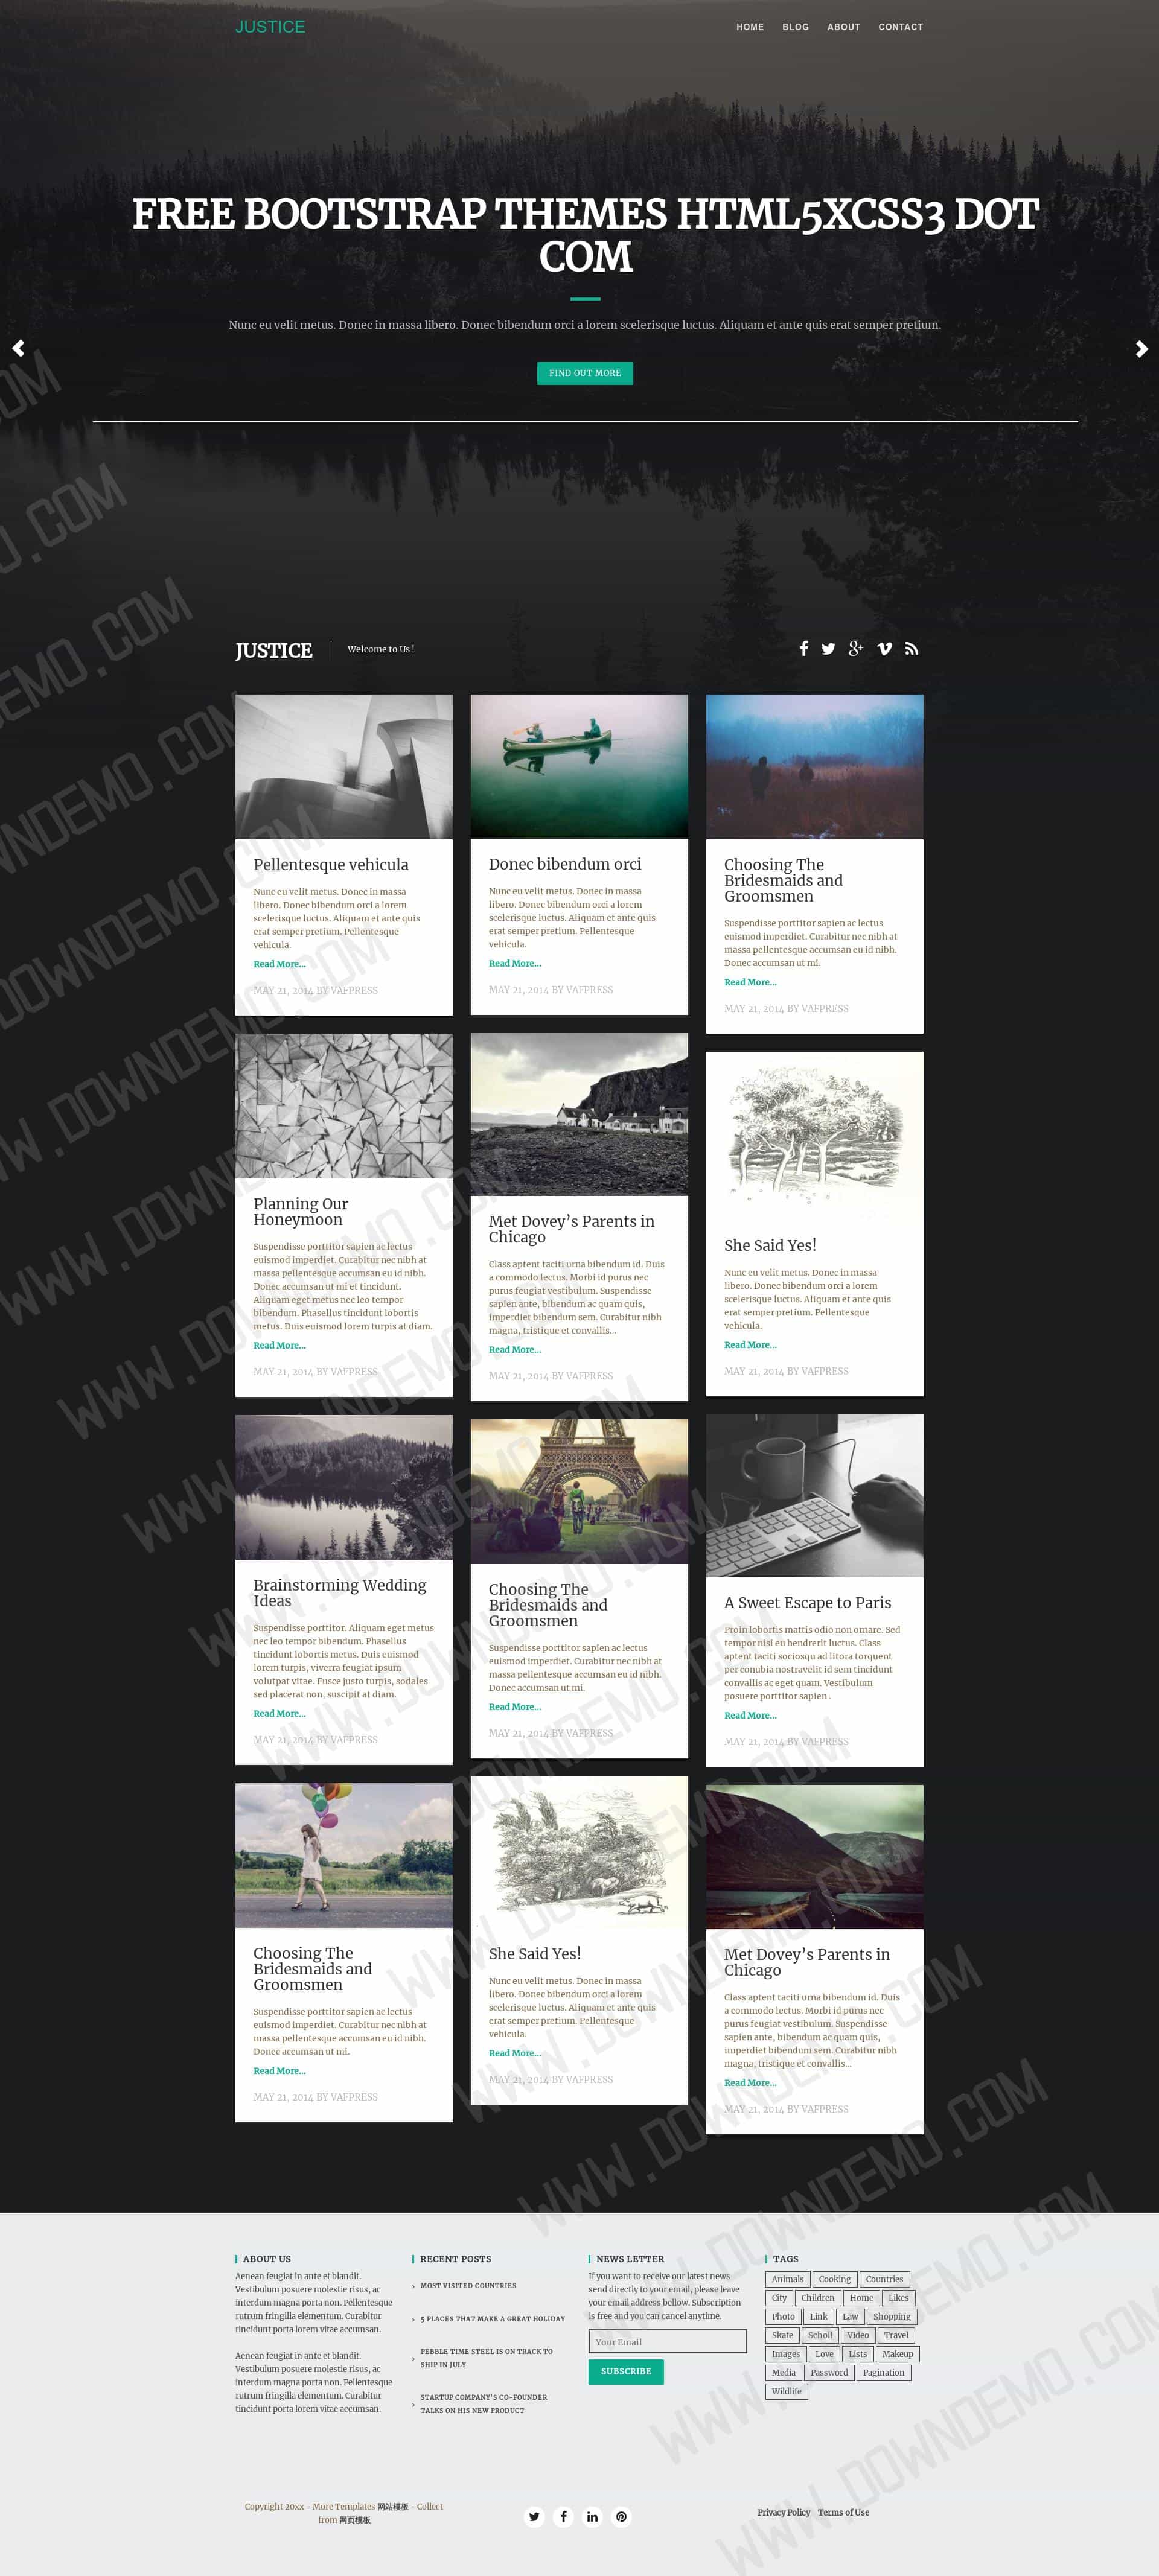 JUSTICE
HOME BLOG ABOUT CONTACT
FREE BOOTSTRAP THEMES HTML5XCSS3 DOT
COM
Nunc eu velit metus. Donec in massa libero. Donec bibendum orci a lorem scelerisque luctus. Aliquam et ante quis erat semper pretium.
FIND OUT MORE
JUSTICE
Welcome to Us !
Pellentesque vehicula
Nunc eu velit metus. Donec in massa
libero. Donec bibendum orci a lorem
scelerisque luctus. Aliquam et ante quis
erat semper pretium. Pellentesque
vehicula.
Read More...
MAY 21, 2014 BY VAFPRESS
Planning Our
Honeymoon
Suspendisse porttitor sapien ac lectus
euismod imperdiet. Curabitur nec nibh at
massa pellentesque accumsan eu id nibh.
Donec accumsan ut mi et tincidunt.
Aliquam eget metus nec leo tempor
bibendum. Phasellus tincidunt lobortis
metus. Duis euismod lorem turpis at diam.
Read More...
MAY 21, 2014 BY VAFPRESS
Brainstorming Wedding
Ideas
Suspendisse porttitor. Aliquam eget metus
nec leo tempor bibendum. Phasellus
tincidunt lobortis metus. Duis euismod
lorem turpis, viverra feugiat ipsum
volutpat vitae. Fusce justo turpis, sodales
sed placerat non, suscipit at diam.
Read More...
MAY 21, 2014 BY VAFPRESS
Choosing The
Bridesmaids and
Groomsmen
Suspendisse porttitor sapien ac lectus
euismod imperdiet. Curabitur nec nibh at
massa pellentesque accumsan eu id nibh.
Donec accumsan ut mi.
Read More...
MAY 21, 2014 BY VAFPRESS
Donec bibendum orci
Nunc eu velit metus. Donec in massa
libero. Donec bibendum orci a lorem
scelerisque luctus. Aliquam et ante quis
erat semper pretium. Pellentesque
vehicula.
Read More...
MAY 21, 2014 BY VAFPRESS
Met Dovey's Parents in
Chicago
Class aptent taciti urna bibendum id. Duis
a commodo lectus. Morbi id purus nec
purus feugiat vestibulum. Suspendisse
sapien ante, bibendum ac quam quis,
imperdiet bibendum sem. Curabitur nibh
magna, tristique et convallis...
Read More...
MAY 21, 2014 BY VAFPRESS
Choosing The
Bridesmaids and
Groomsmen
Suspendisse porttitor sapien ac lectus
euismod imperdiet. Curabitur nec nibh at
massa pellentesque accumsan eu id nibh.
Donec accumsan ut mi.
Read More...
MAY 21, 2014 BY VAFPRESS
She Said Yes!
Nunc eu velit metus. Donec in massa
libero. Donec bibendum orci a lorem
scelerisque luctus. Aliquam et ante quis
erat semper pretium. Pellentesque
vehicula.
Read More...
MAY 21, 2014 BY VAFPRESS
Choosing The
Bridesmaids and
Groomsmen
Suspendisse porttitor sapien ac lectus
euismod imperdiet. Curabitur nec nibh at
massa pellentesque accumsan eu id nibh.
Donec accumsan ut mi.
Read More...
MAY 21, 2014 BY VAFPRESS
She Said Yes!
Nunc eu velit metus. Donec in massa
libero. Donec bibendum orci a lorem
scelerisque luctus. Aliquam et ante quis
erat semper pretium. Pellentesque
vehicula.
Read More...
MAY 21, 2014 BY VAFPRESS
A Sweet Escape to Paris
Proin lobortis mattis odio non ornare. Sed
tempor nisi eu hendrerit luctus. Class
aptent taciti sociosqu ad litora torquent
per conubia nostravelit id sem tincidunt
convallis ac eget quam. Vestibulum
posuere porttitor sapien .
Read More...
MAY 21, 2014 BY VAFPRESS
Met Dovey's Parents in
Chicago
Class aptent taciti urna bibendum id. Duis
a commodo lectus. Morbi id purus nec
purus feugiat vestibulum. Suspendisse
sapien ante, bibendum ac quam quis,
imperdiet bibendum sem. Curabitur nibh
magna, tristique et convallis...
Read More...
MAY 21, 2014 BY VAFPRESS
ABOUT US
Aenean feugiat in ante et blandit.
Vestibulum posuere molestie risus, ac
interdum magna porta non. Pellentesque
rutrum fringilla elementum. Curabitur
tincidunt porta lorem vitae accumsan.
Aenean feugiat in ante et blandit.
Vestibulum posuere molestie risus, ac
interdum magna porta non. Pellentesque
rutrum fringilla elementum. Curabitur
tincidunt porta lorem vitae accumsan.
RECENT POSTS
› MOST VISITED COUNTRIES
› 5 PLACES THAT MAKE A GREAT HOLIDAY
› PEBBLE TIME STEEL IS ON TRACK TO
SHIP IN JULY
› STARTUP COMPANY'S CO-FOUNDER
TALKS ON HIS NEW PRODUCT
NEWS LETTER
If you want to receive our latest news
send directly to your email, please leave
your email address bellow. Subscription
is free and you can cancel anytime.
Your Email
SUBSCRIBE
TAGS
Animals Cooking Countries
City Children Home Likes
Photo Link Law Shopping
Skate Scholl Video Travel
Images Love Lists Makeup
Media Password Pagination
Wildlife
Copyright 20xx - More Templates 网站模板 - Collect
from 网页模板
Privacy Policy Terms of Use
WWW.DOWNDEMO.COM